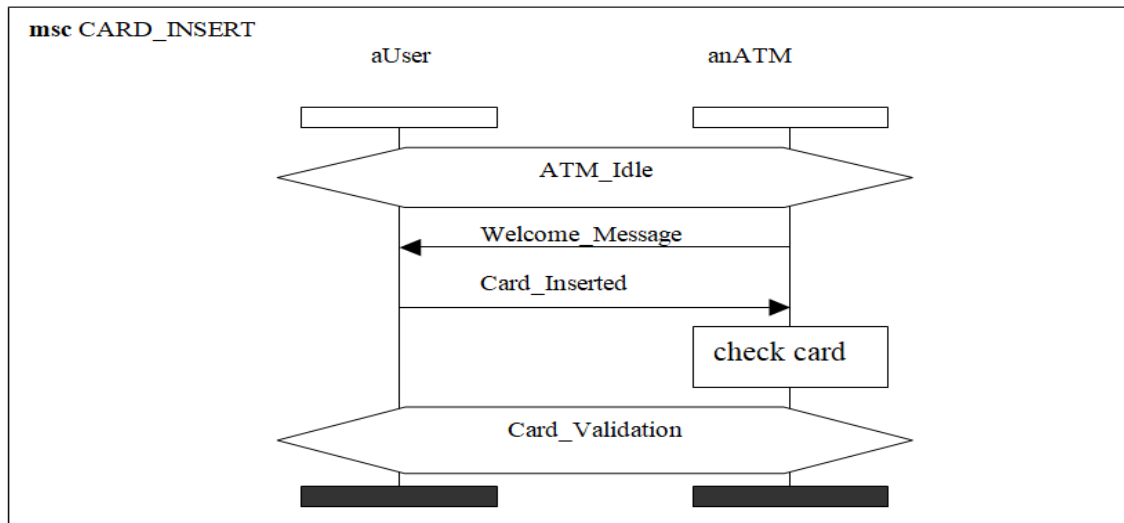 msc CARD_INSERT
aUser
anATM
ATM_Idle
Welcome_Message
Card_Inserted
check card
Card_Validation